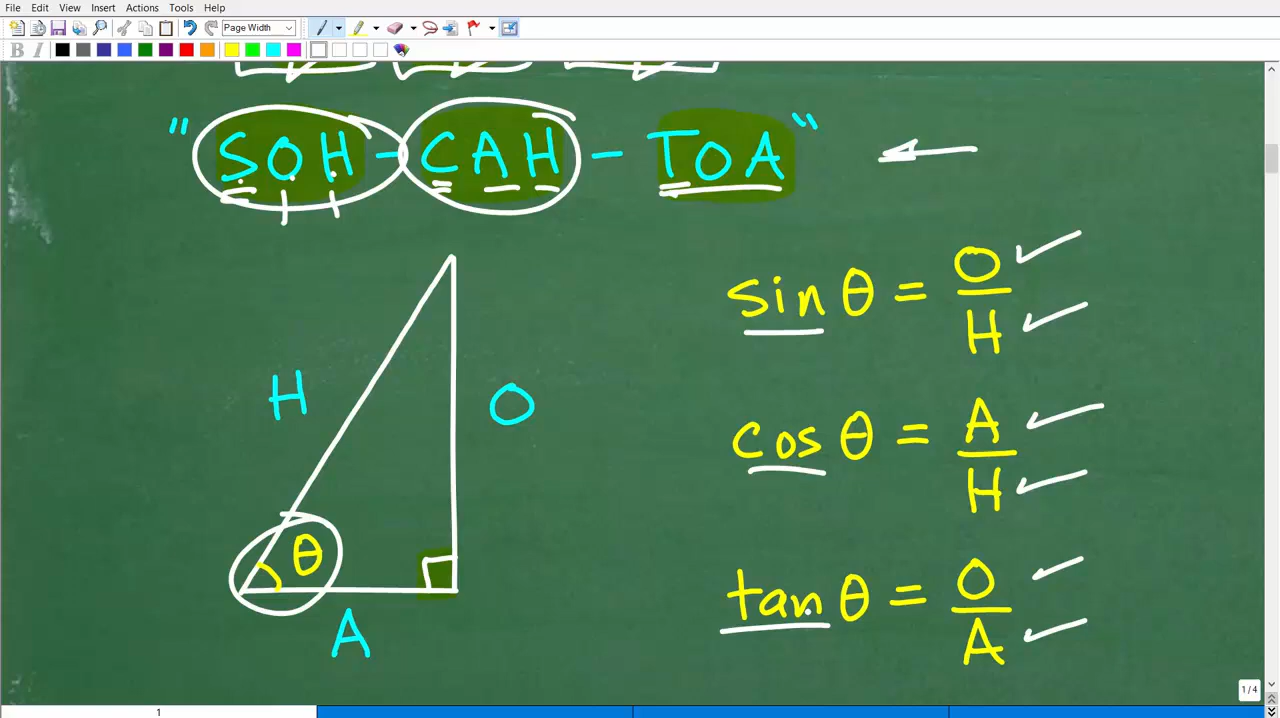 File Edit View Insert Actions Tools Help
Page Width
B I
"SOH - CAH - TOA"
sin θ = O
H
H
O
cos θ = A
H
θ
tan θ = O
A
A
1/4
1